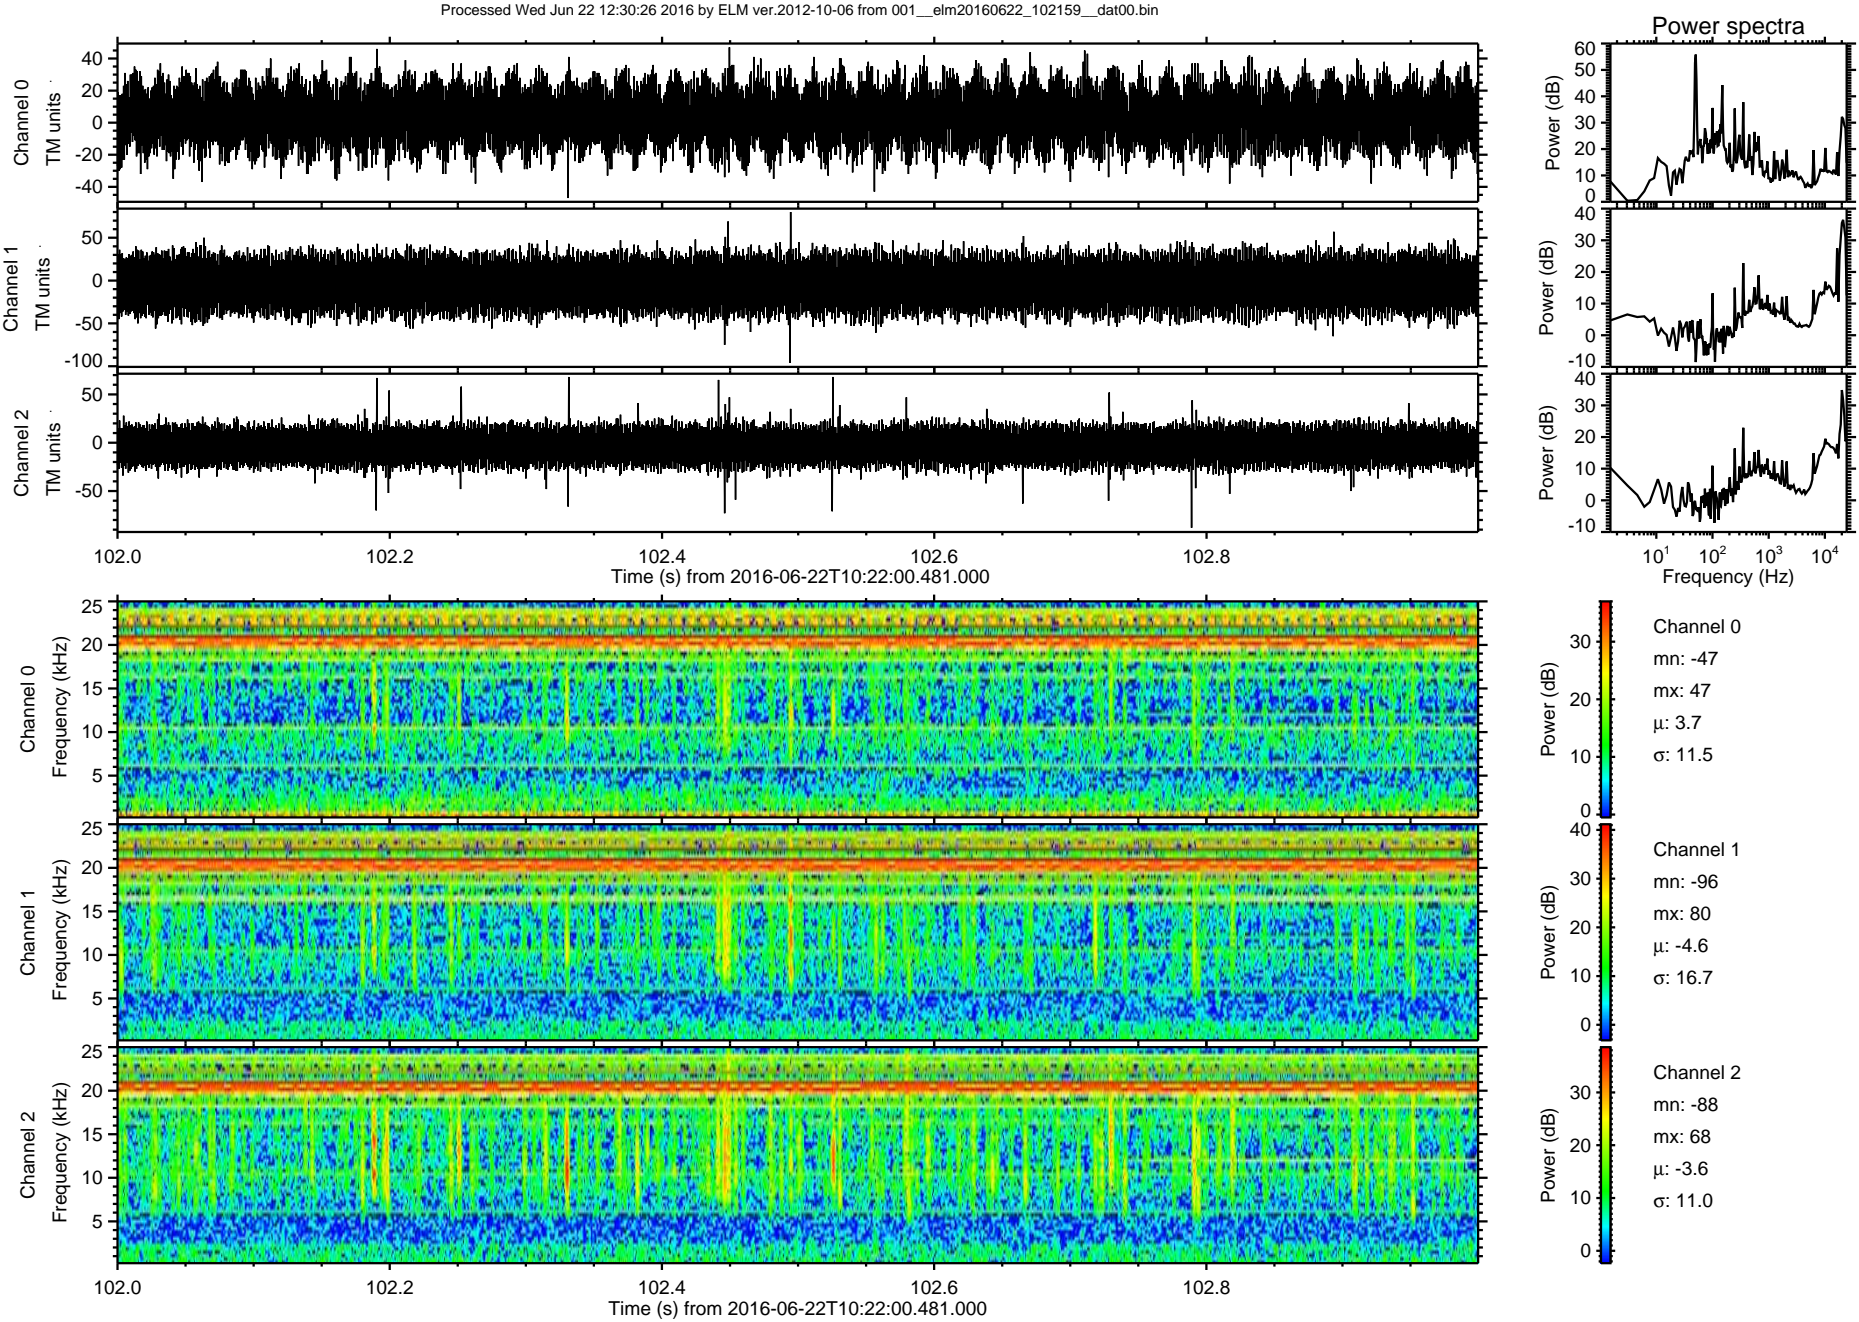 Processed Wed Jun 22 12:30:26 2016 by ELM ver.2012-10-06 from 001__elm20160622_102159__dat00.bin
Power spectra
Channel 0
TM units
40
20
0
-20
-40
Power (dB)
60
50
40
30
20
10
0
Channel 1
TM units
50
0
-50
-100
Power (dB)
40
30
20
10
0
-10
Channel 2
TM units
50
0
-50
Power (dB)
40
30
20
10
0
-10
102.0 102.2 102.4 102.6 102.8
Time (s) from 2016-06-22T10:22:00.481.000
10¹ 10² 10³ 10⁴
Frequency (Hz)
Channel 0
Frequency (kHz)
25
20
15
10
5
Power (dB)
30
20
10
0
Channel 0
mn: -47
mx: 47
μ: 3.7
σ: 11.5
Channel 1
Frequency (kHz)
25
20
15
10
5
Power (dB)
40
30
20
10
0
Channel 1
mn: -96
mx: 80
μ: -4.6
σ: 16.7
Channel 2
Frequency (kHz)
25
20
15
10
5
Power (dB)
30
20
10
0
Channel 2
mn: -88
mx: 68
μ: -3.6
σ: 11.0
102.0 102.2 102.4 102.6 102.8
Time (s) from 2016-06-22T10:22:00.481.000